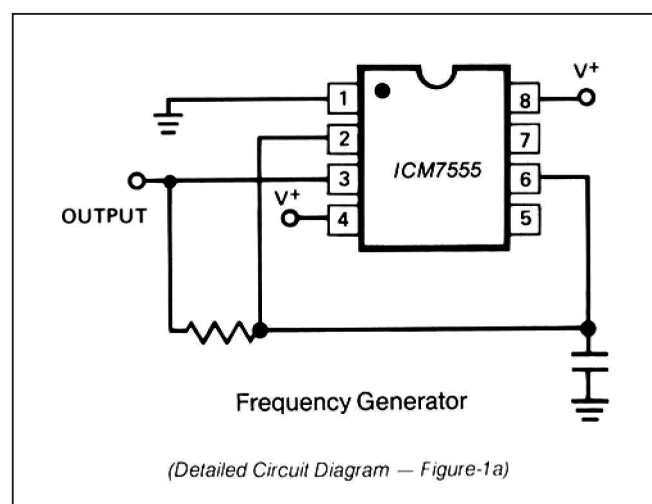 V+
1
8
2
7
ICM7555
3
6
OUTPUT
V+
4
5
Frequency Generator
(Detailed Circuit Diagram — Figure-1a)